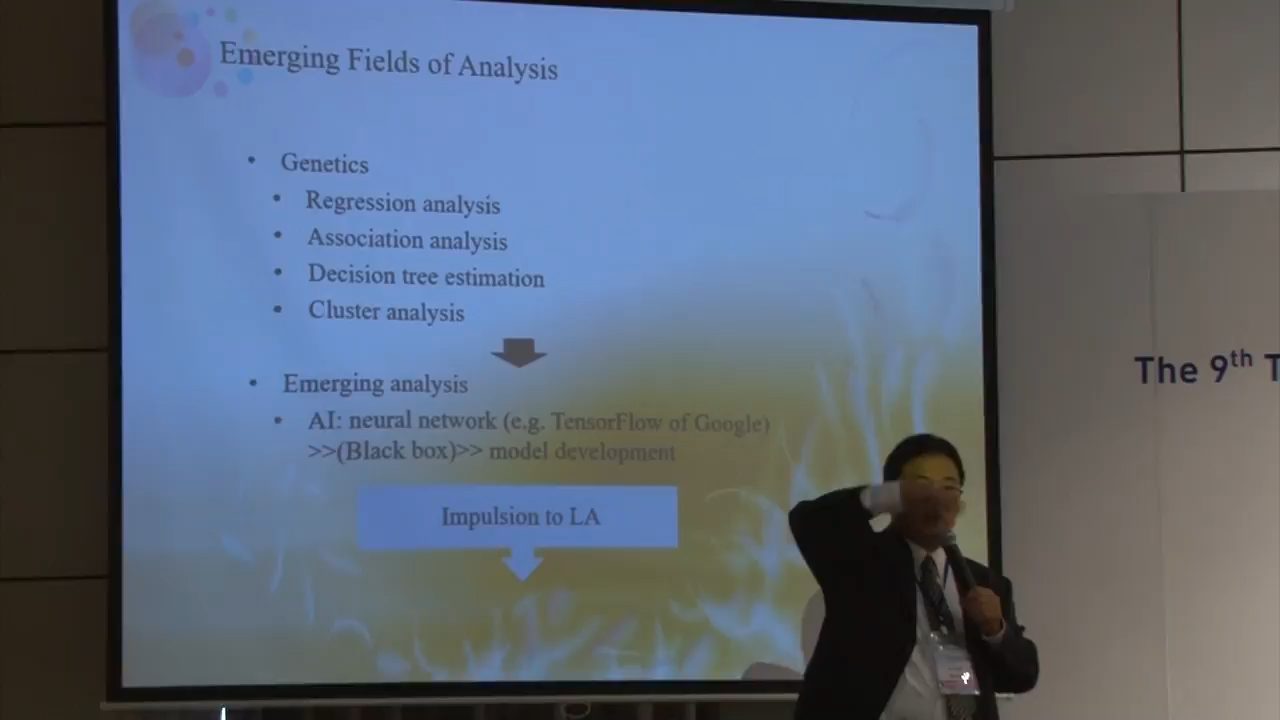 Emerging Fields of Analysis
• Genetics
• Regression analysis
• Association analysis
• Decision tree estimation
• Cluster analysis
• Emerging analysis
• AI: neural network (e.g. TensorFlow of Google)
>>(Black box)>> model development
Impulsion to LA
The 9th T